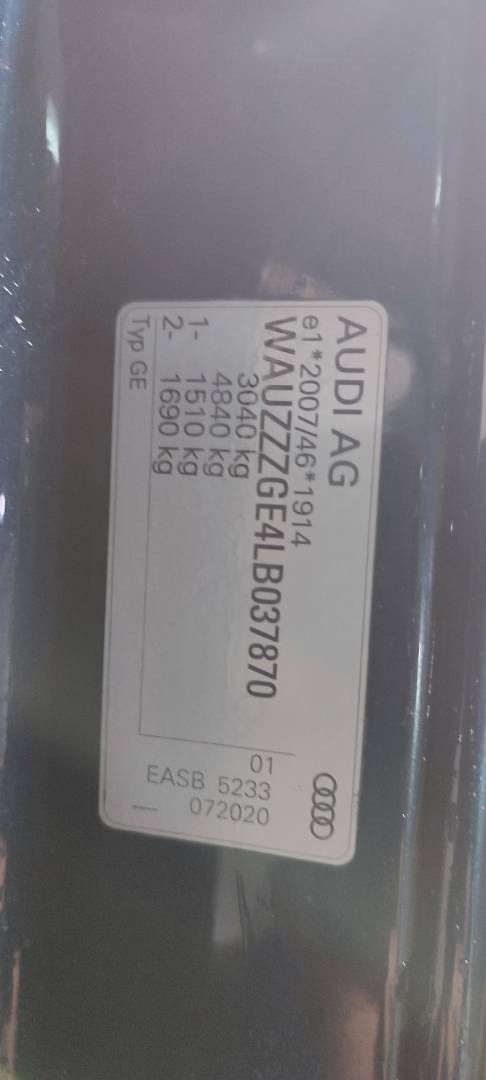 AUDI AG
e1*2007/46*1914
WAUZZZGE4LB037870
3040 kg
4840 kg
1- 1510 kg
2- 1690 kg
Typ GE
01
EASB 5233
072020